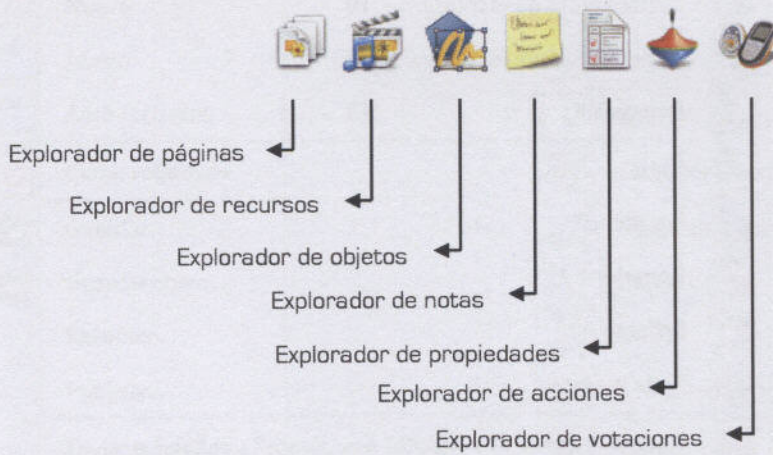 Explorador de páginas
Explorador de recursos
Explorador de objetos
Explorador de notas
Explorador de propiedades
Explorador de acciones
Explorador de votaciones